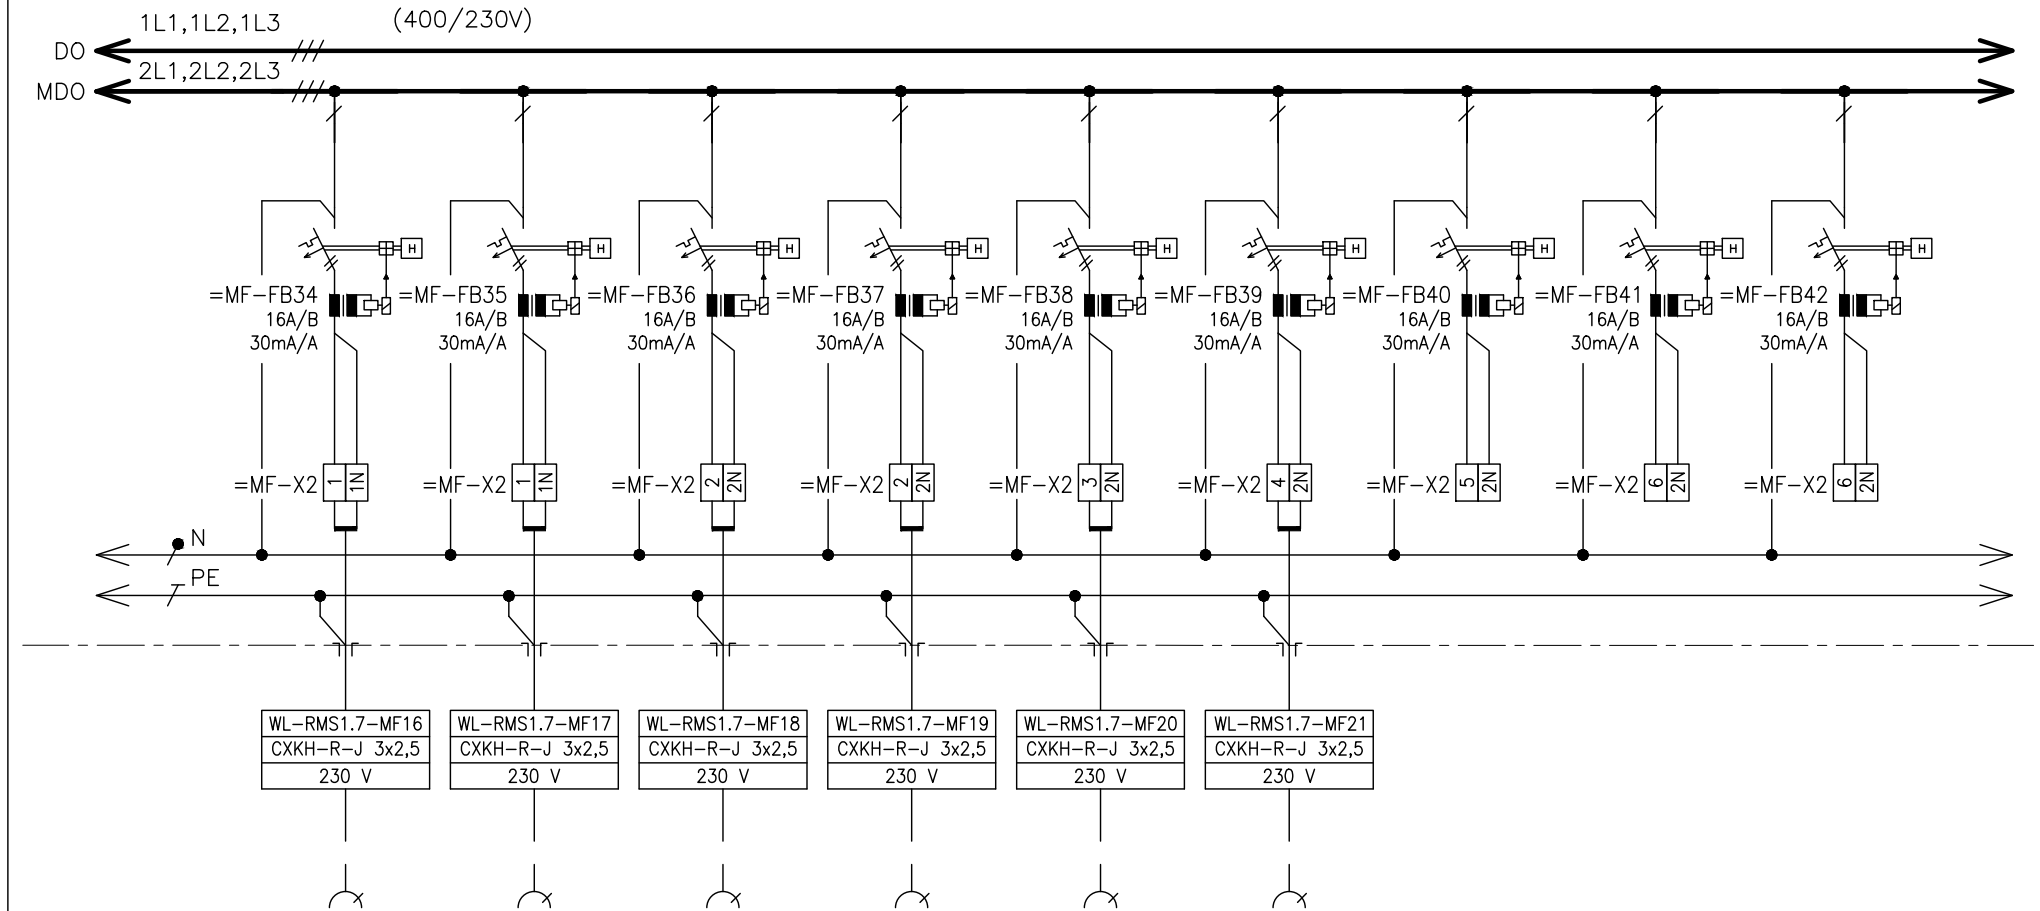 1L1,1L2,1L3 (400/230V)
DO
2L1,2L2,2L3
MDO
H H H H H H H H H
=MF-FB34 =MF-FB35 =MF-FB36 =MF-FB37 =MF-FB38 =MF-FB39 =MF-FB40 =MF-FB41 =MF-FB42
16A/B 16A/B 16A/B 16A/B 16A/B 16A/B 16A/B 16A/B 16A/B
30mA/A 30mA/A 30mA/A 30mA/A 30mA/A 30mA/A 30mA/A 30mA/A 30mA/A
=MF-X2 1 1N =MF-X2 1 1N =MF-X2 2 2N =MF-X2 2 2N =MF-X2 3 2N =MF-X2 4 2N =MF-X2 5 2N =MF-X2 6 2N =MF-X2 6 2N
N
PE
WL-RMS1.7-MF16 WL-RMS1.7-MF17 WL-RMS1.7-MF18 WL-RMS1.7-MF19 WL-RMS1.7-MF20 WL-RMS1.7-MF21
CXKH-R-J 3x2,5 CXKH-R-J 3x2,5 CXKH-R-J 3x2,5 CXKH-R-J 3x2,5 CXKH-R-J 3x2,5 CXKH-R-J 3x2,5
230 V 230 V 230 V 230 V 230 V 230 V